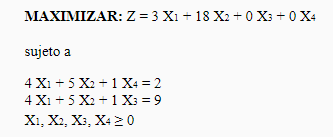 MAXIMIZAR: Z = 3 X1 + 18 X2 + 0 X3 + 0 X4
sujeto a
4 X1 + 5 X2 + 1 X4 = 2
4 X1 + 5 X2 + 1 X3 = 9
X1, X2, X3, X4 ≥ 0